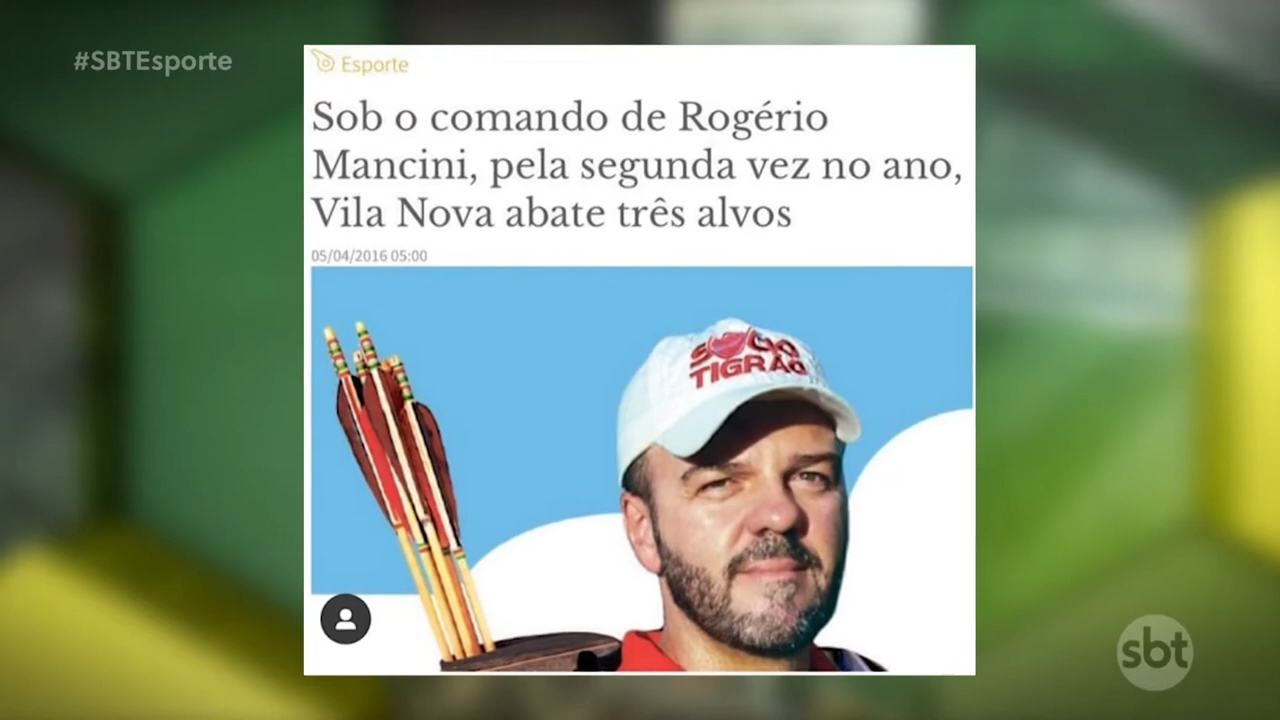 #SBTEsporte
Esporte
Sob o comando de Rogério
Mancini, pela segunda vez no ano,
Vila Nova abate três alvos
05/04/2016 05:00
SÓCIO
TIGRÃO
sbt